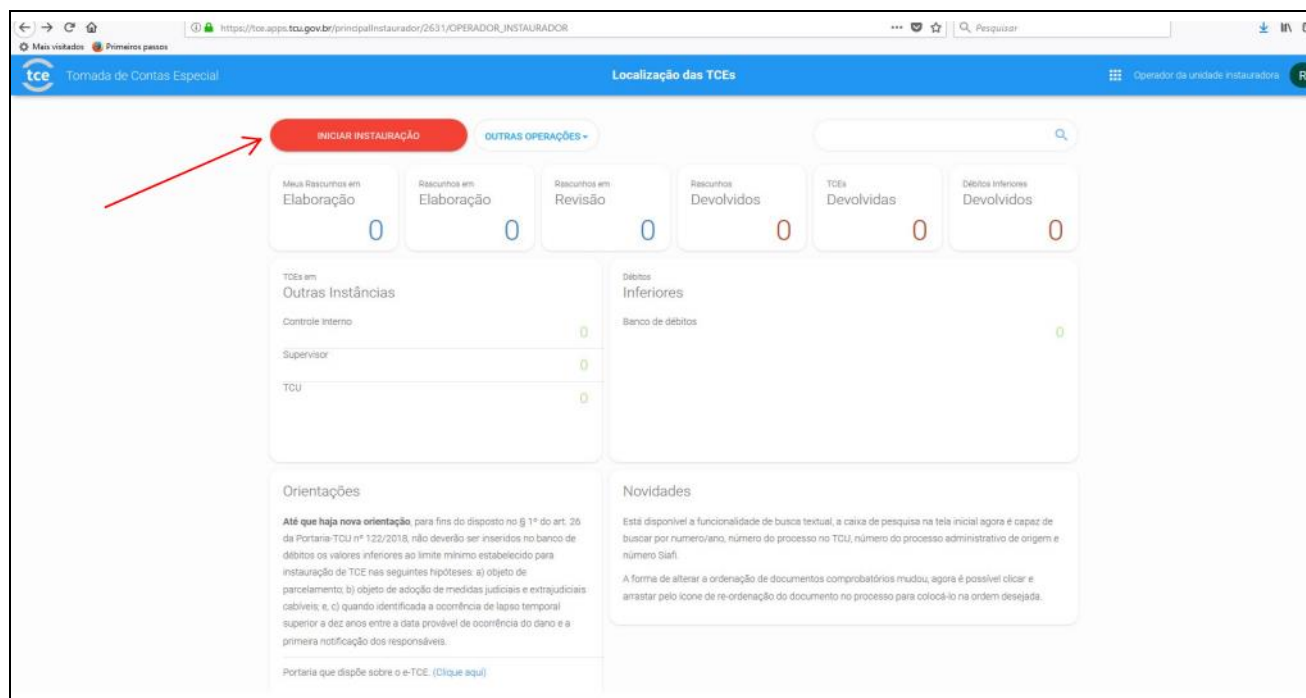 https://tce.apps.tcu.gov.br/principalInstaurador/2631/OPERADOR_INSTAURADOR
Pesquisar
Mais visitados Primeiros passos
tce Tomada de Contas Especial
Localização das TCEs
Operador da unidade instauradora
R
INICIAR INSTAURAÇÃO
OUTRAS OPERAÇÕES
Meus Rascunhos em
Elaboração
0
Rascunhos em
Elaboração
0
Rascunhos em
Revisão
0
Rascunhos
Devolvidos
0
TCEs
Devolvidas
0
Débitos Inferiores
Devolvidos
0
TCEs em
Outras Instâncias
Controle Interno
0
Supervisor
0
TCU
0
Débitos
Inferiores
Banco de débitos
0
Orientações
Até que haja nova orientação, para fins do disposto no § 1º do art. 26
da Portaria-TCU nº 122/2018, não deverão ser inseridos no banco de
débitos os valores inferiores ao limite mínimo estabelecido para
instauração de TCE nas seguintes hipóteses: a) objeto de
parcelamento; b) objeto de adoção de medidas judiciais e extrajudiciais
cabíveis; e, c) quando identificada a ocorrência de lapso temporal
superior a dez anos entre a data provável de ocorrência do dano e a
primeira notificação dos responsáveis.
Portaria que dispõe sobre o e-TCE. (Clique aqui)
Novidades
Está disponível a funcionalidade de busca textual, a caixa de pesquisa na tela inicial agora é capaz de
buscar por numero/ano, número do processo no TCU, número do processo administrativo de origem e
número Siafi.
A forma de alterar a ordenação de documentos comprobatórios mudou, agora é possível clicar e
arrastar pelo ícone de re-ordenação do documento no processo para colocá-lo na ordem desejada.